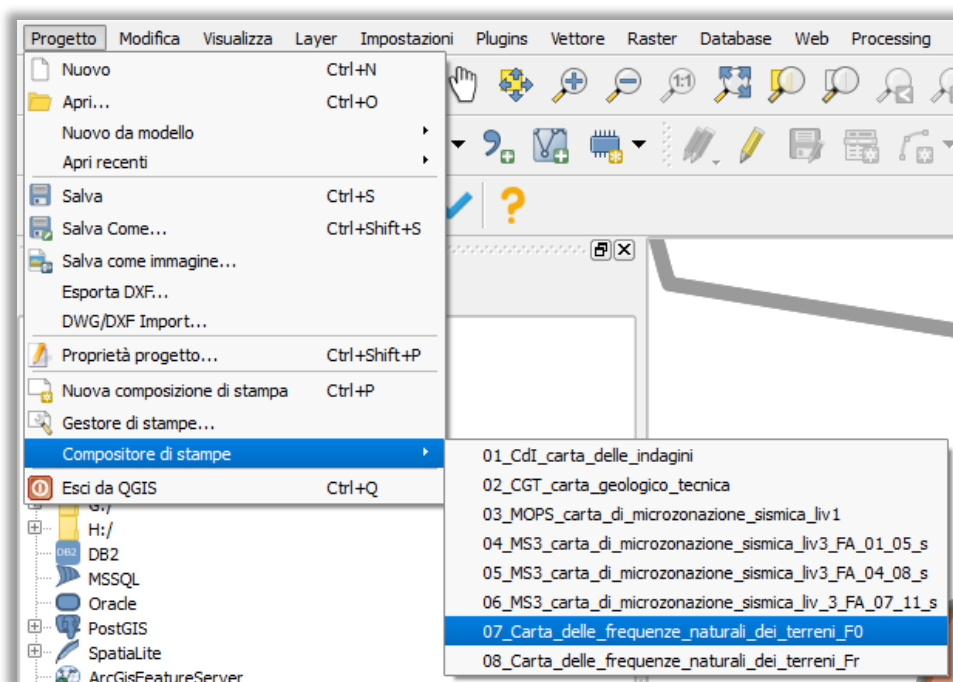 Progetto Modifica Visualizza Layer Impostazioni Plugins Vettore Raster Database Web Processing
Nuovo Ctrl+N
Apri... Ctrl+O
Nuovo da modello
Apri recenti
Salva Ctrl+S
Salva Come... Ctrl+Shift+S
Salva come immagine...
Esporta DXF...
DWG/DXF Import...
Proprietà progetto... Ctrl+Shift+P
Nuova composizione di stampa Ctrl+P
Gestore di stampe...
Compositore di stampe
Esci da QGIS Ctrl+Q
1:1
01_CdI_carta_delle_indagini
02_CGT_carta_geologico_tecnica
03_MOPS_carta_di_microzonazione_sismica_liv1
04_MS3_carta_di_microzonazione_sismica_liv3_FA_01_05_s
05_MS3_carta_di_microzonazione_sismica_liv3_FA_04_08_s
06_MS3_carta_di_microzonazione_sismica_liv_3_FA_07_11_s
07_Carta_delle_frequenze_naturali_dei_terreni_F0
08_Carta_delle_frequenze_naturali_dei_terreni_Fr
G:/
H:/
DB2 DB2
MSSQL
Oracle
PostGIS
SpatiaLite
ArcGisFeatureServer